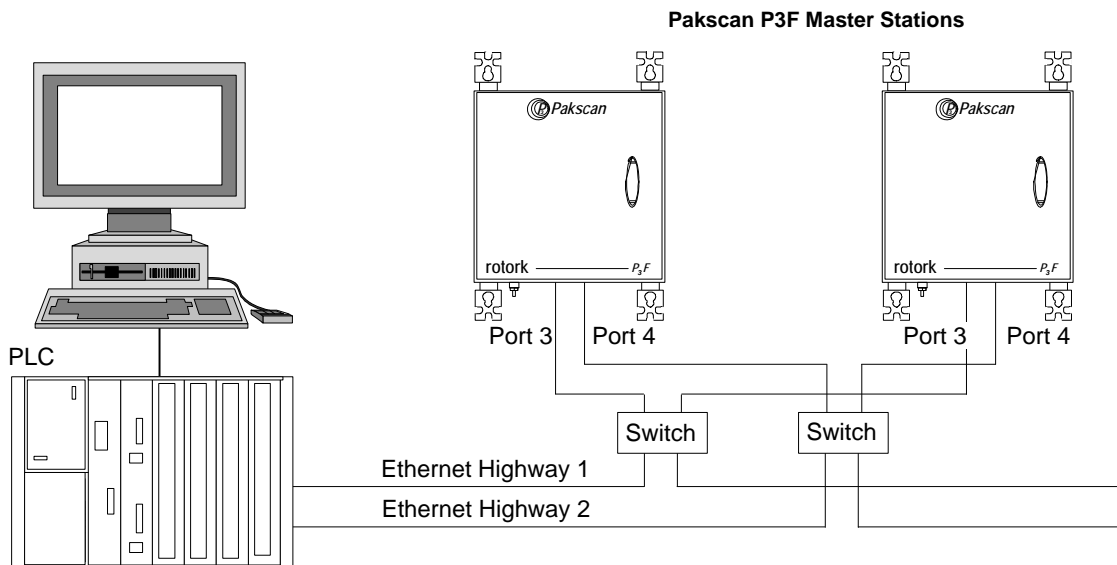 Pakscan P3F Master Stations
Pakscan
Pakscan
rotork P3F
rotork P3F
Port 3 Port 4
Port 3 Port 4
PLC
Switch
Switch
Ethernet Highway 1
Ethernet Highway 2